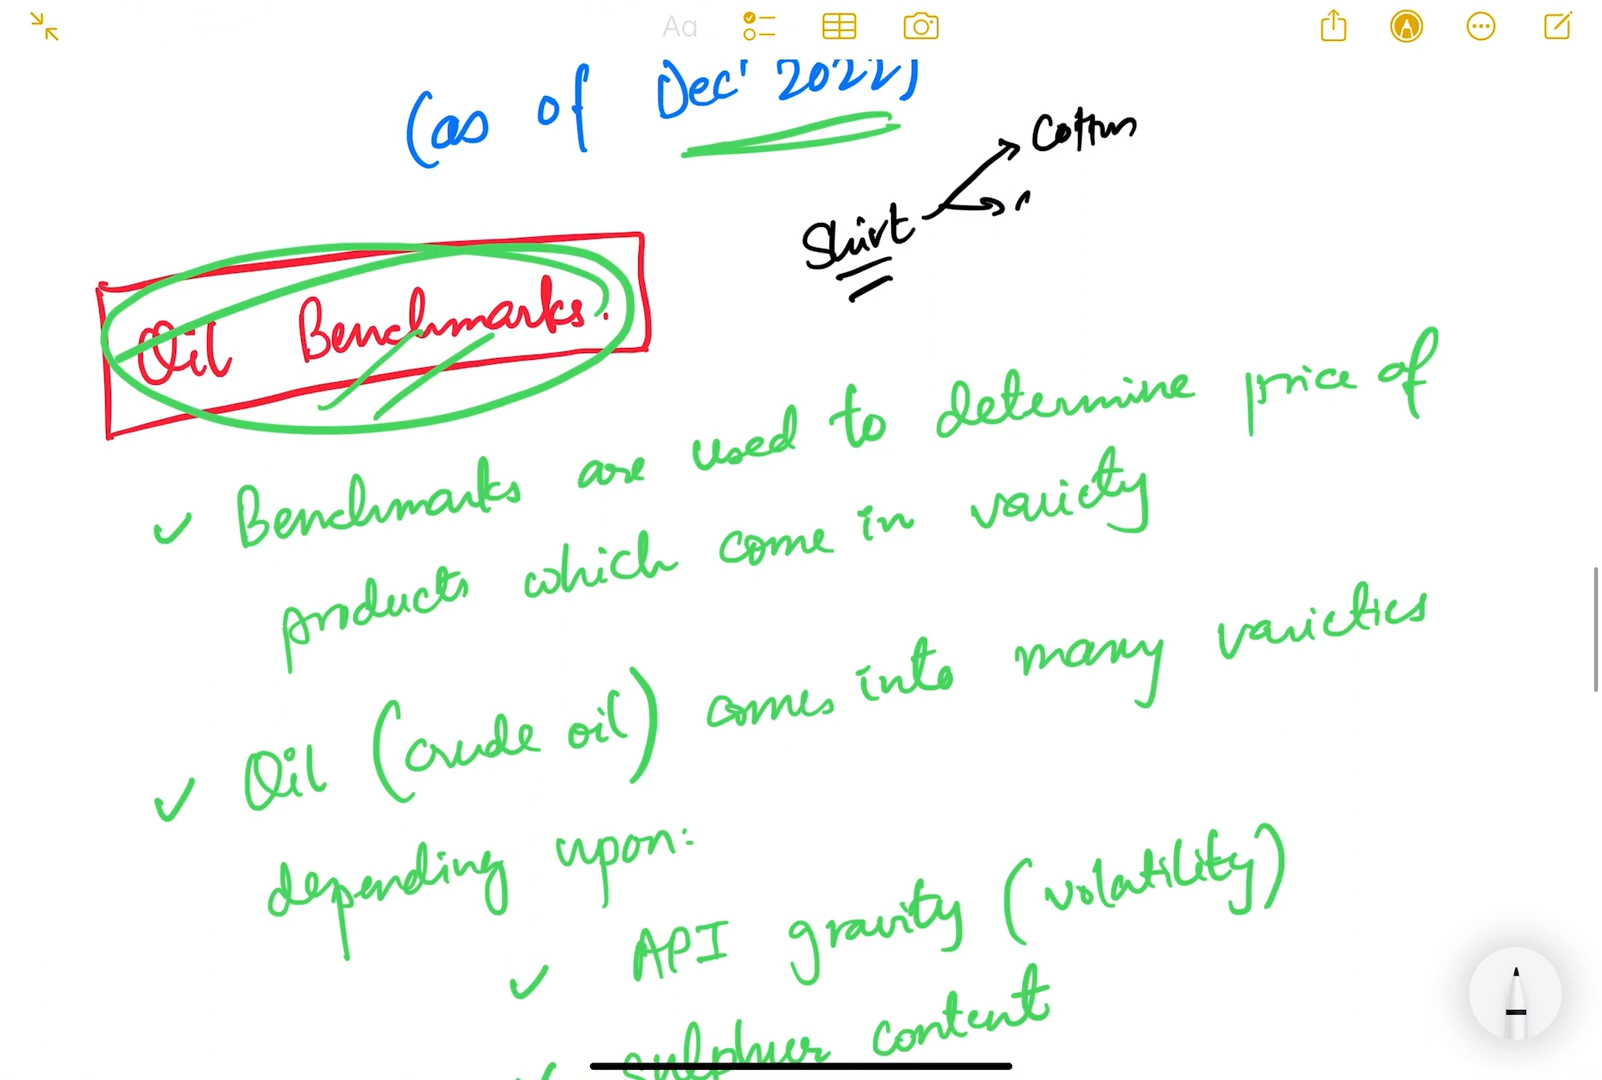 Aa
(as of Dec' 2022)
Cotton
Shirt
Oil Benchmarks.
Benchmarks are used to determine price of
products which come in variety
Oil (crude oil) comes into many varieties
depending upon:
API gravity (volatility)
sulphur content